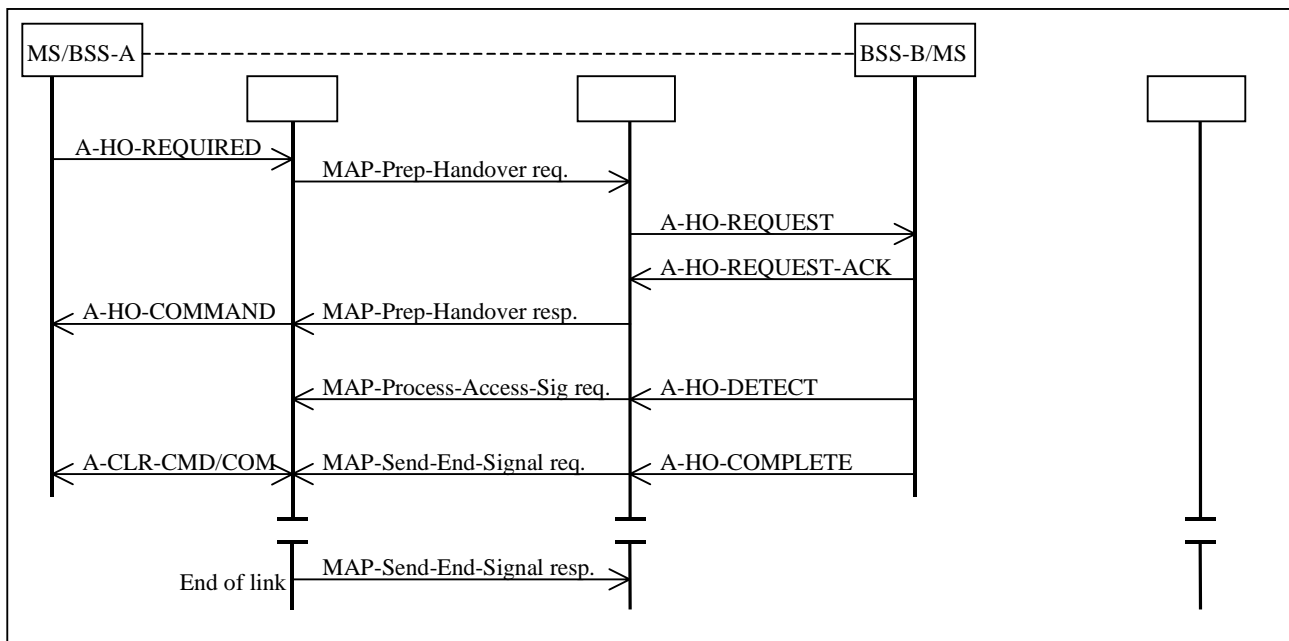 MS/BSS-A
BSS-B/MS
A-HO-REQUIRED
MAP-Prep-Handover req.
A-HO-REQUEST
A-HO-REQUEST-ACK
A-HO-COMMAND
MAP-Prep-Handover resp.
MAP-Process-Access-Sig req.
A-HO-DETECT
A-CLR-CMD/COM
MAP-Send-End-Signal req.
A-HO-COMPLETE
MAP-Send-End-Signal resp.
End of link